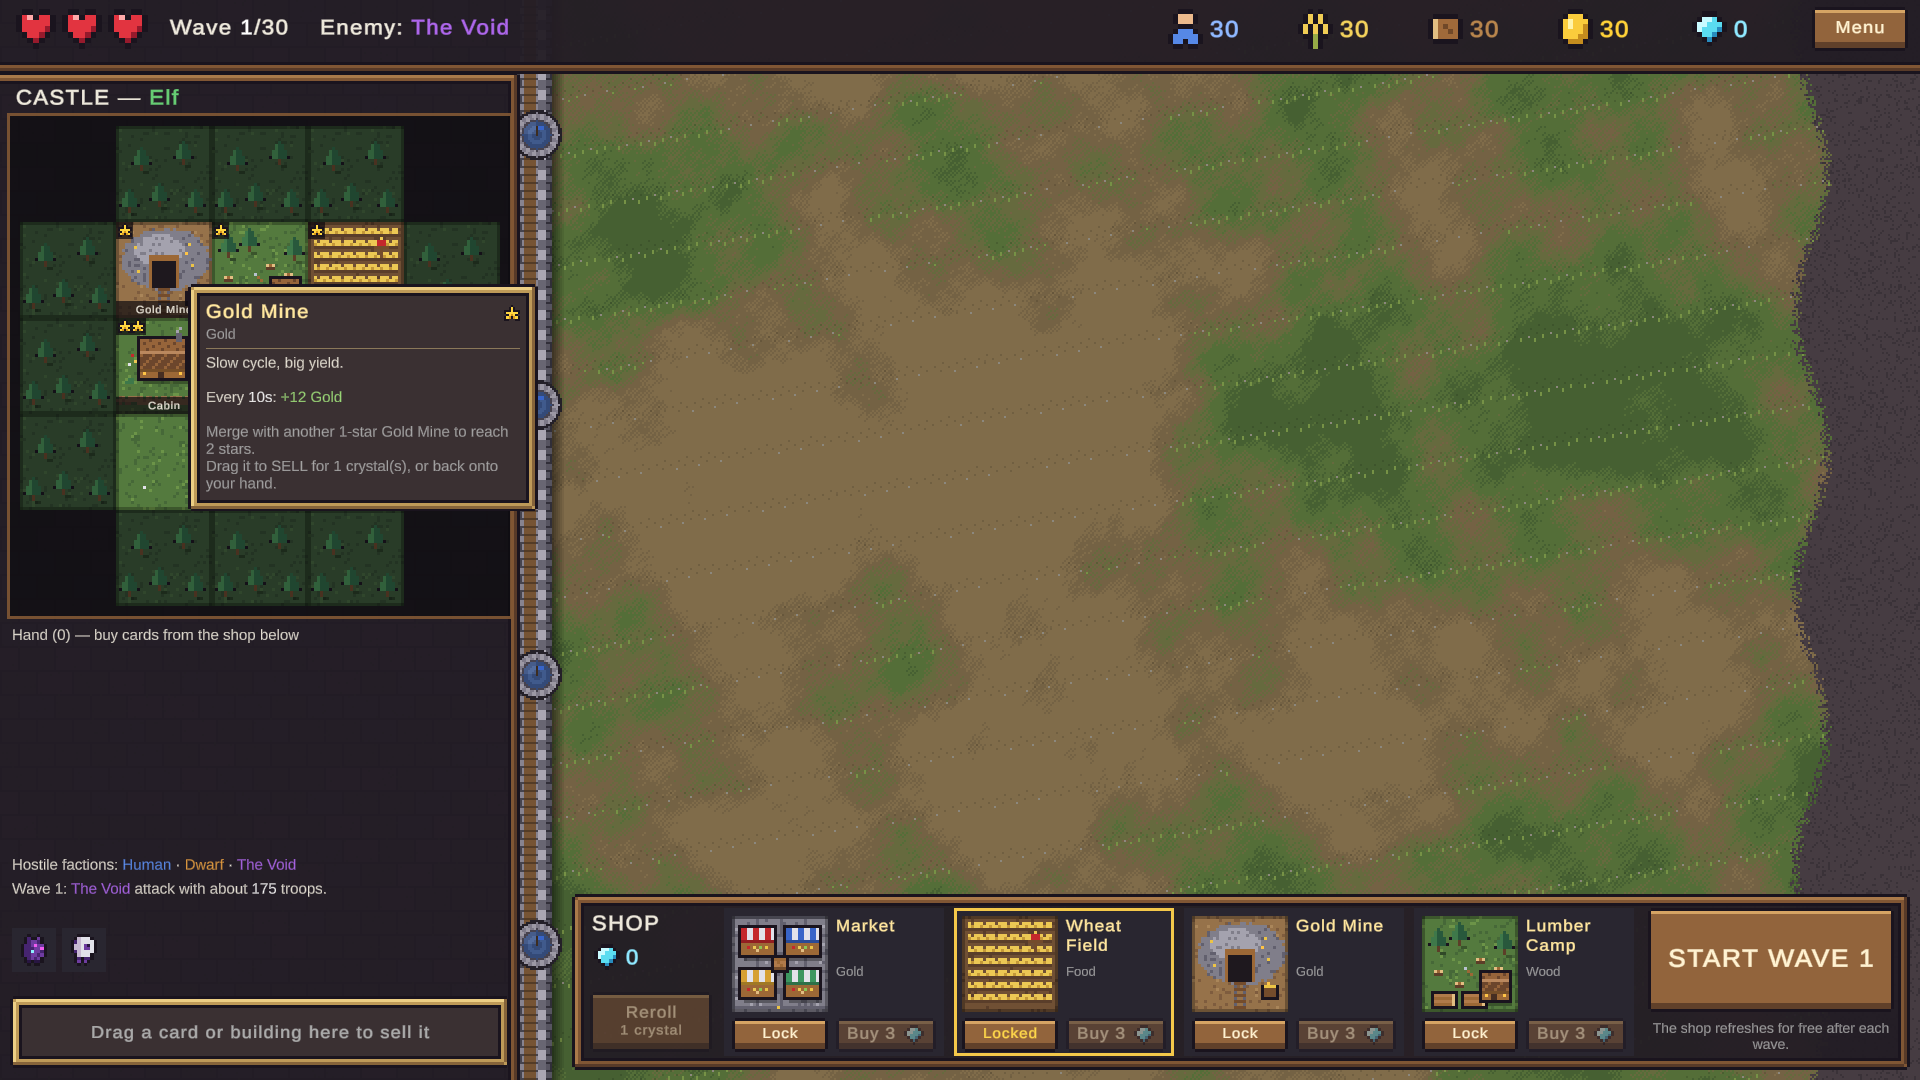 Wave 1/30
Enemy: The Void
30
30
30
30
0
Menu
CASTLE — Elf
Gold Mine
Cabin
Gold Mine
Gold
Slow cycle, big yield.
Every 10s: +12 Gold
Merge with another 1-star Gold Mine to reach
2 stars.
Drag it to SELL for 1 crystal(s), or back onto
your hand.
Hand (0) — buy cards from the shop below
Hostile factions: Human · Dwarf · The Void
Wave 1: The Void attack with about 175 troops.
Drag a card or building here to sell it
SHOP
0
Reroll
1 crystal
Market
Gold
Lock
Buy 3
Wheat
Field
Food
Locked
Buy 3
Gold Mine
Gold
Lock
Buy 3
Lumber
Camp
Wood
Lock
Buy 3
START WAVE 1
The shop refreshes for free after each
wave.